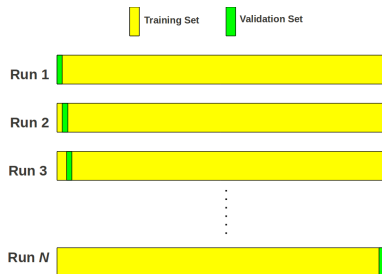 Training Set
Validation Set
Run 1
Run 2
Run 3
Run N